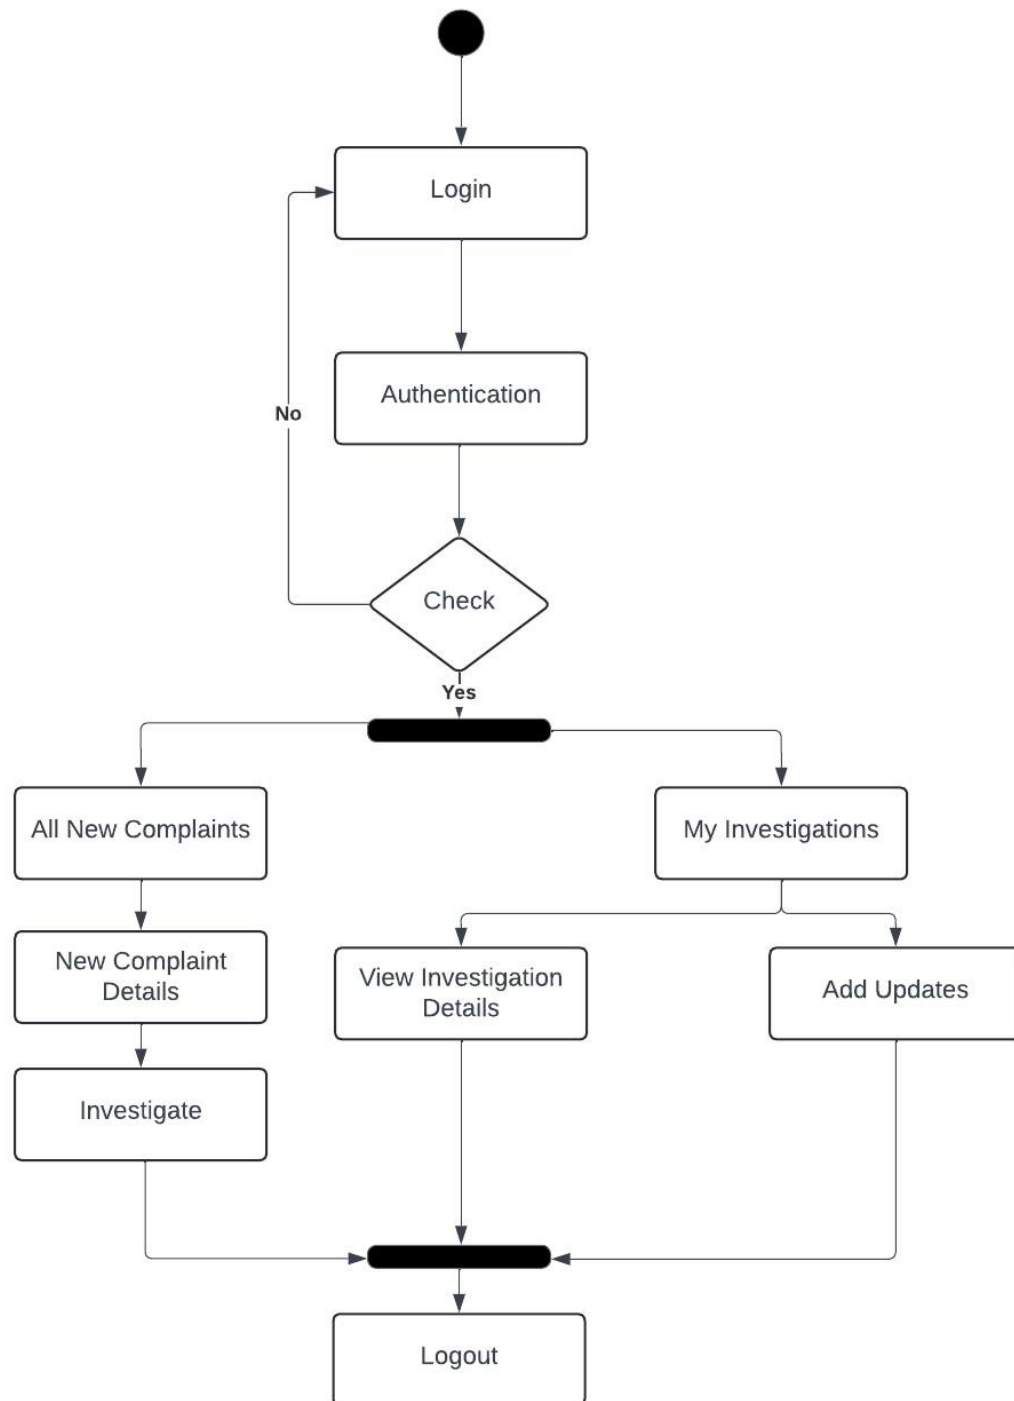 Login
Authentication
No
Check
Yes
All New Complaints
My Investigations
New Complaint
Details
View Investigation
Details
Add Updates
Investigate
Logout